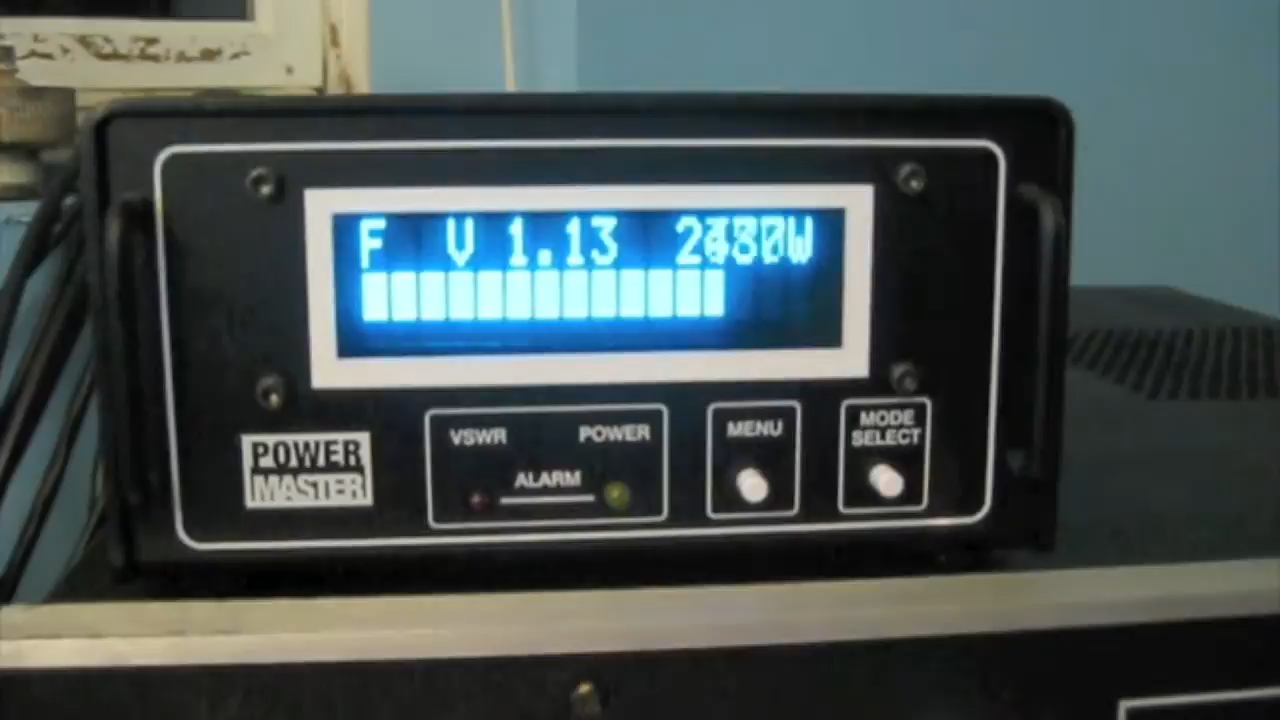 F V 1.13
POWER
MASTER
VSWR POWER
ALARM
MENU
MODE
SELECT